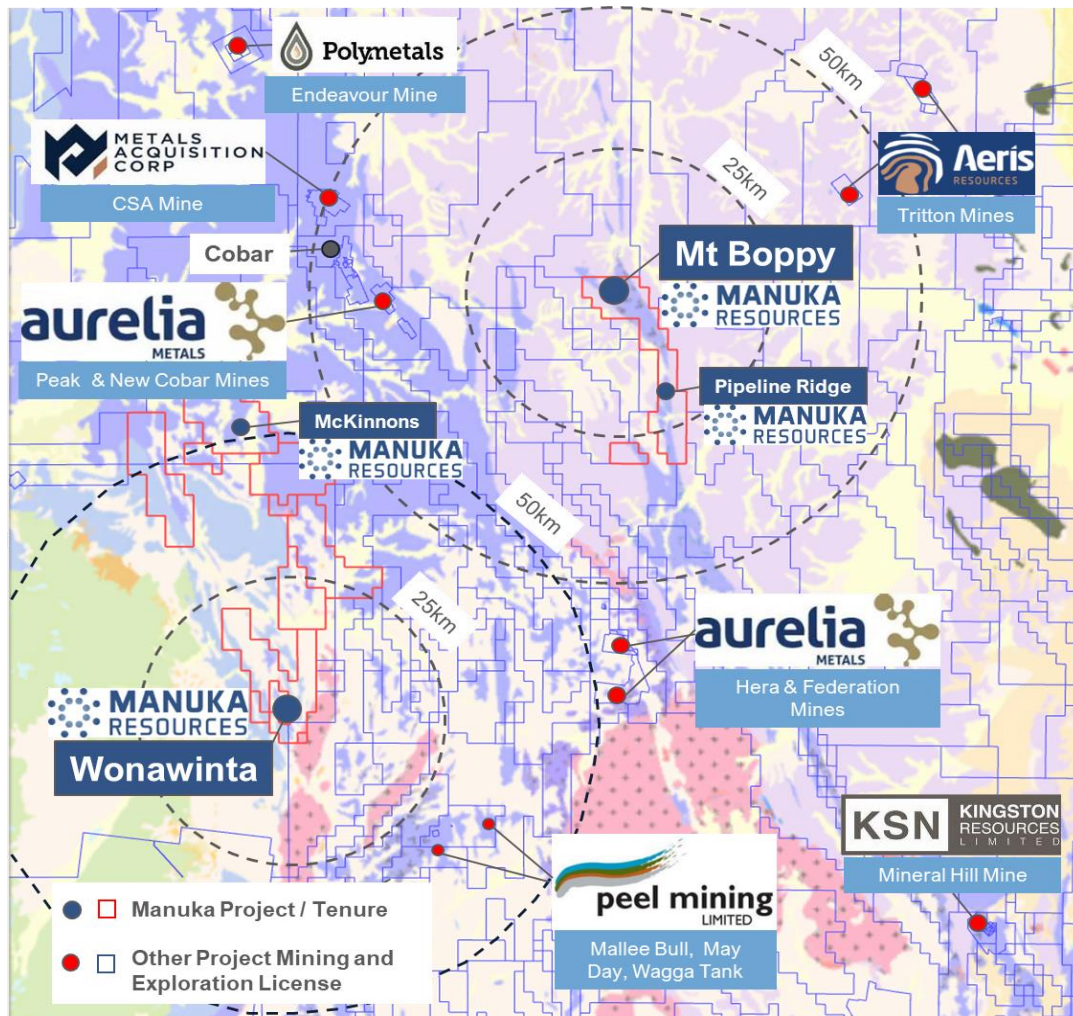 Polymetals
Endeavour Mine
50km
METALS
ACQUISITION
CORP
CSA Mine
25km
Aeris
RESOURCES
Tritton Mines
Cobar
Mt Boppy
MANUKA
RESOURCES
aurelia
METALS
Peak & New Cobar Mines
Pipeline Ridge
MANUKA
RESOURCES
McKinnons
MANUKA
RESOURCES
50km
25km
aurelia
METALS
Hera & Federation
Mines
MANUKA
RESOURCES
Wonawinta
KSN
KINGSTON
RESOURCES
LIMITED
Mineral Hill Mine
peel mining
LIMITED
Mallee Bull, May
Day, Wagga Tank
Manuka Project / Tenure
Other Project Mining and
Exploration License